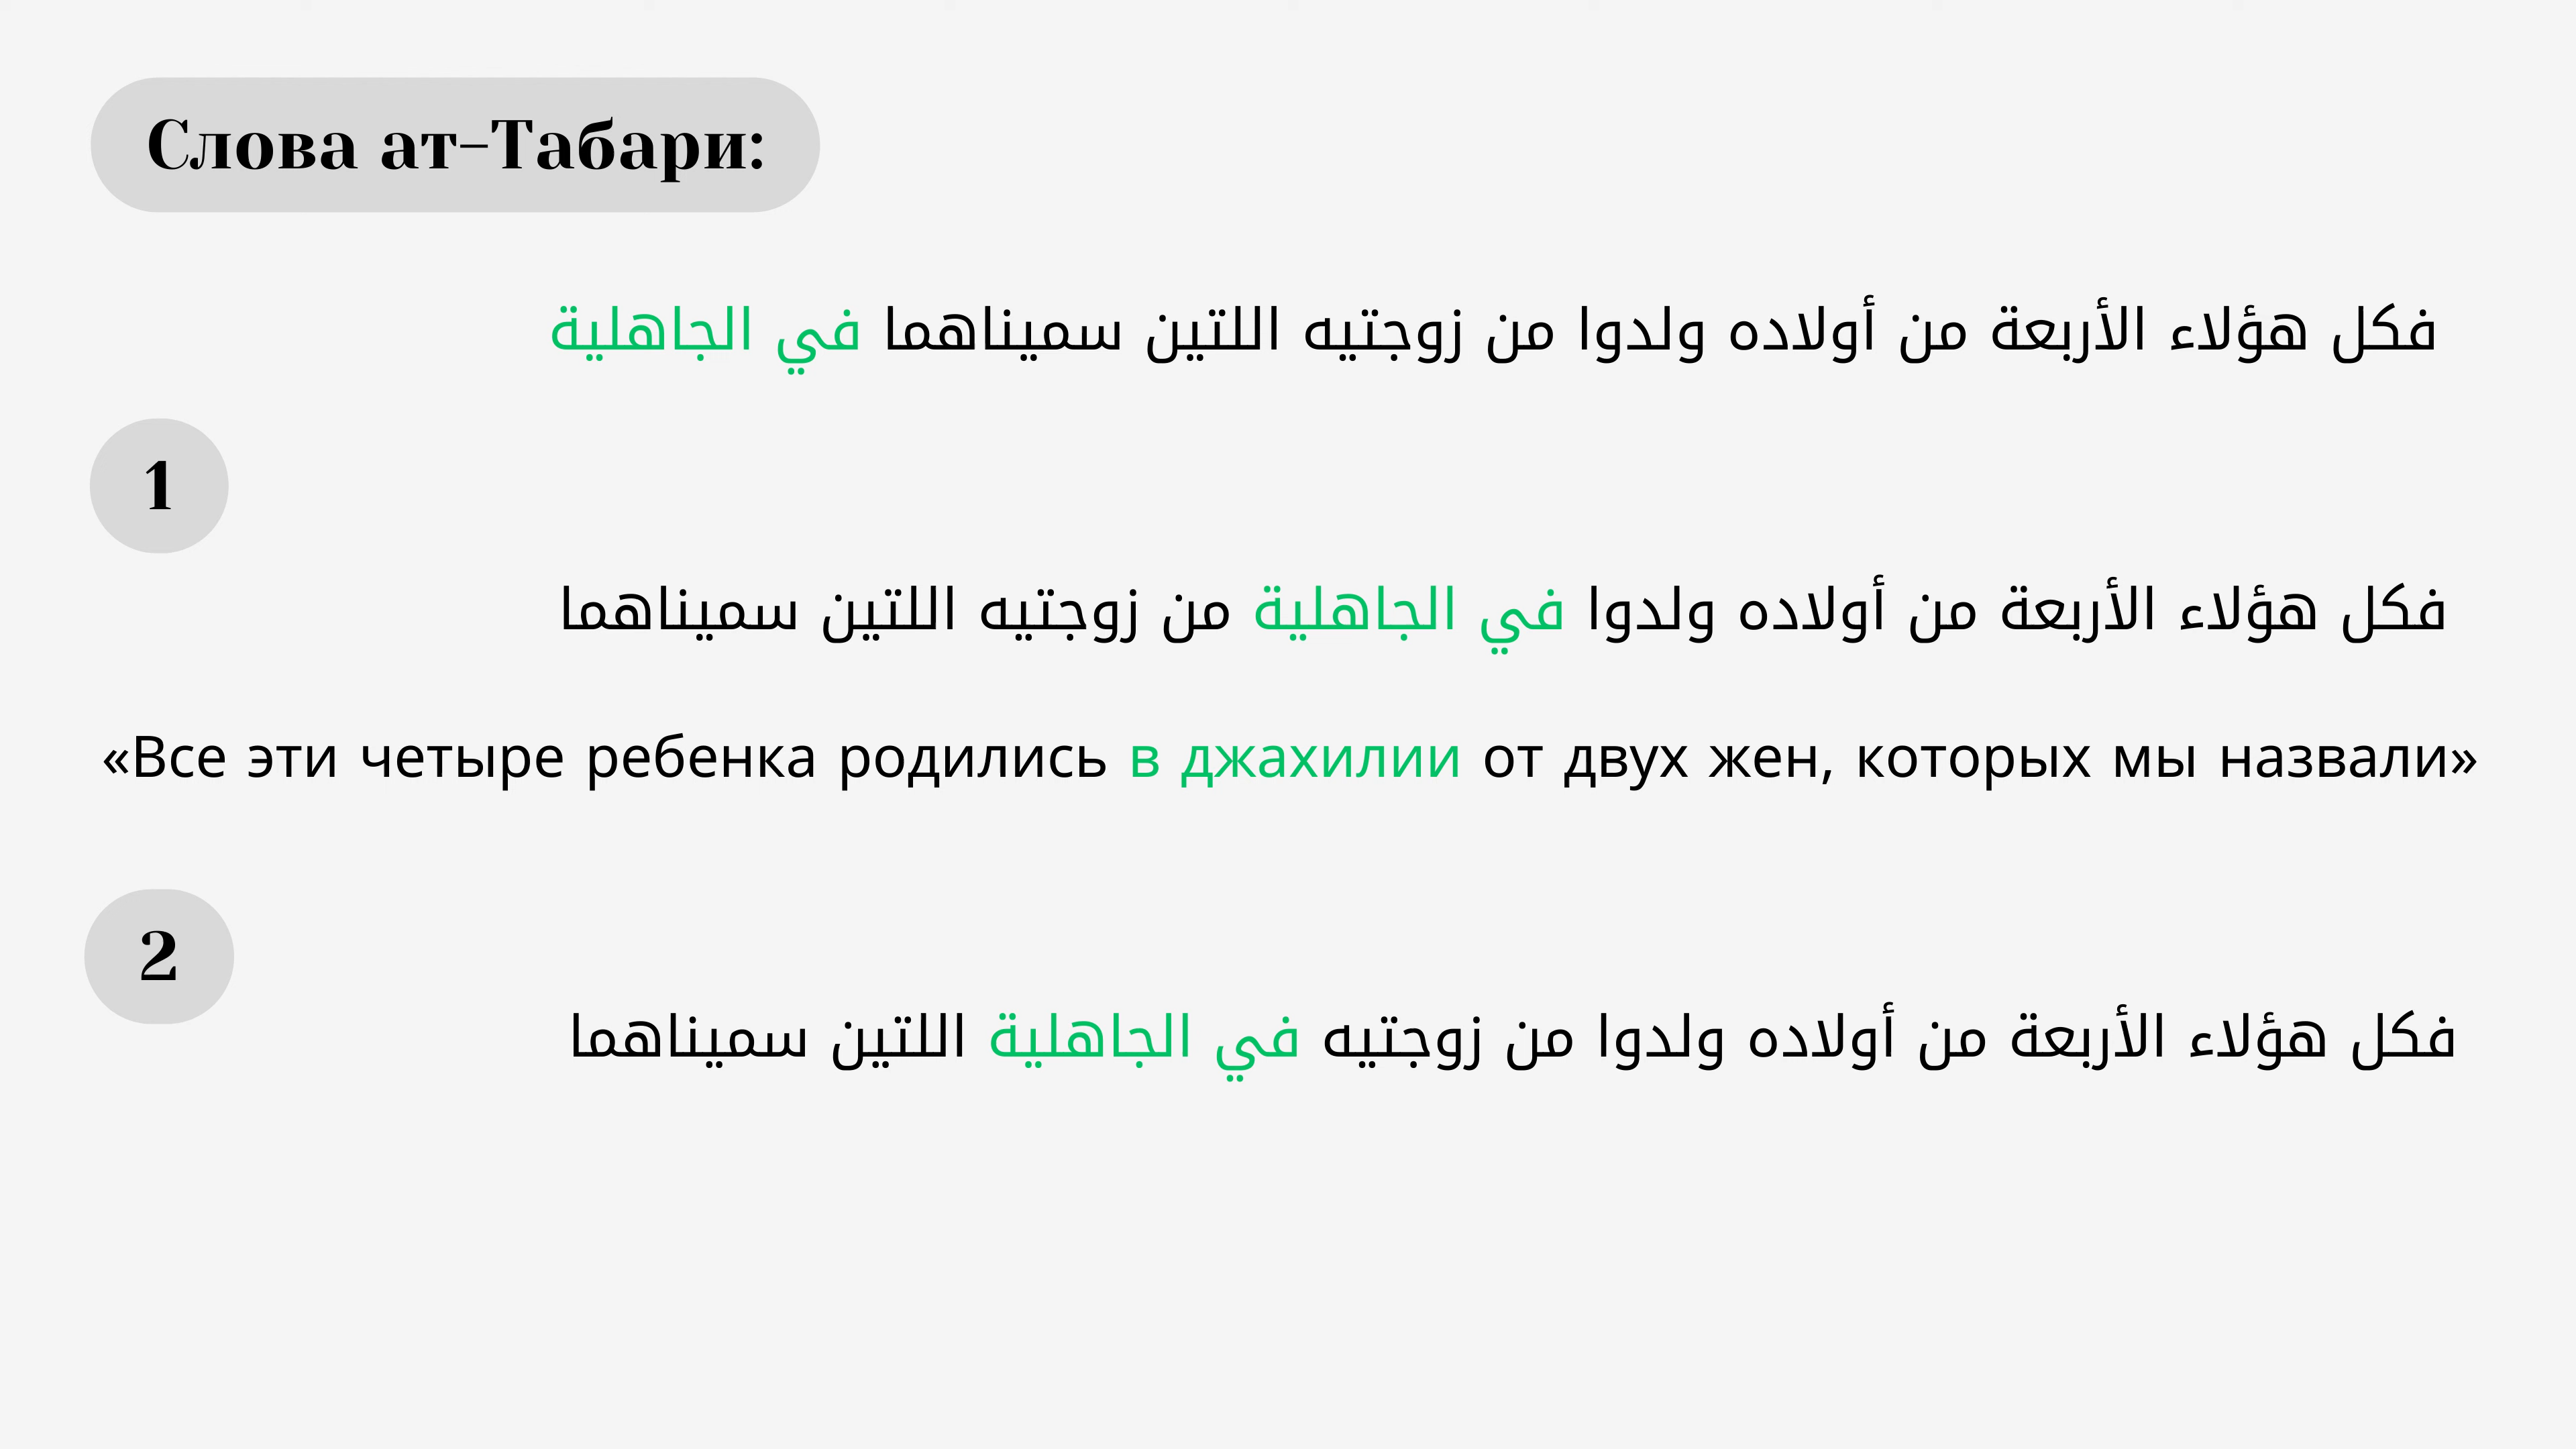 Слова ат-Табари:
فكل هؤلاء الأربعة من أولاده ولدوا من زوجتيه اللتين سميناهما في الجاهلية
1
فكل هؤلاء الأربعة من أولاده ولدوا في الجاهلية من زوجتيه اللتين سميناهما
«Все эти четыре ребенка родились в джахилии от двух жен, которых мы назвали»
2
فكل هؤلاء الأربعة من أولاده ولدوا من زوجتيه في الجاهلية اللتين سميناهما